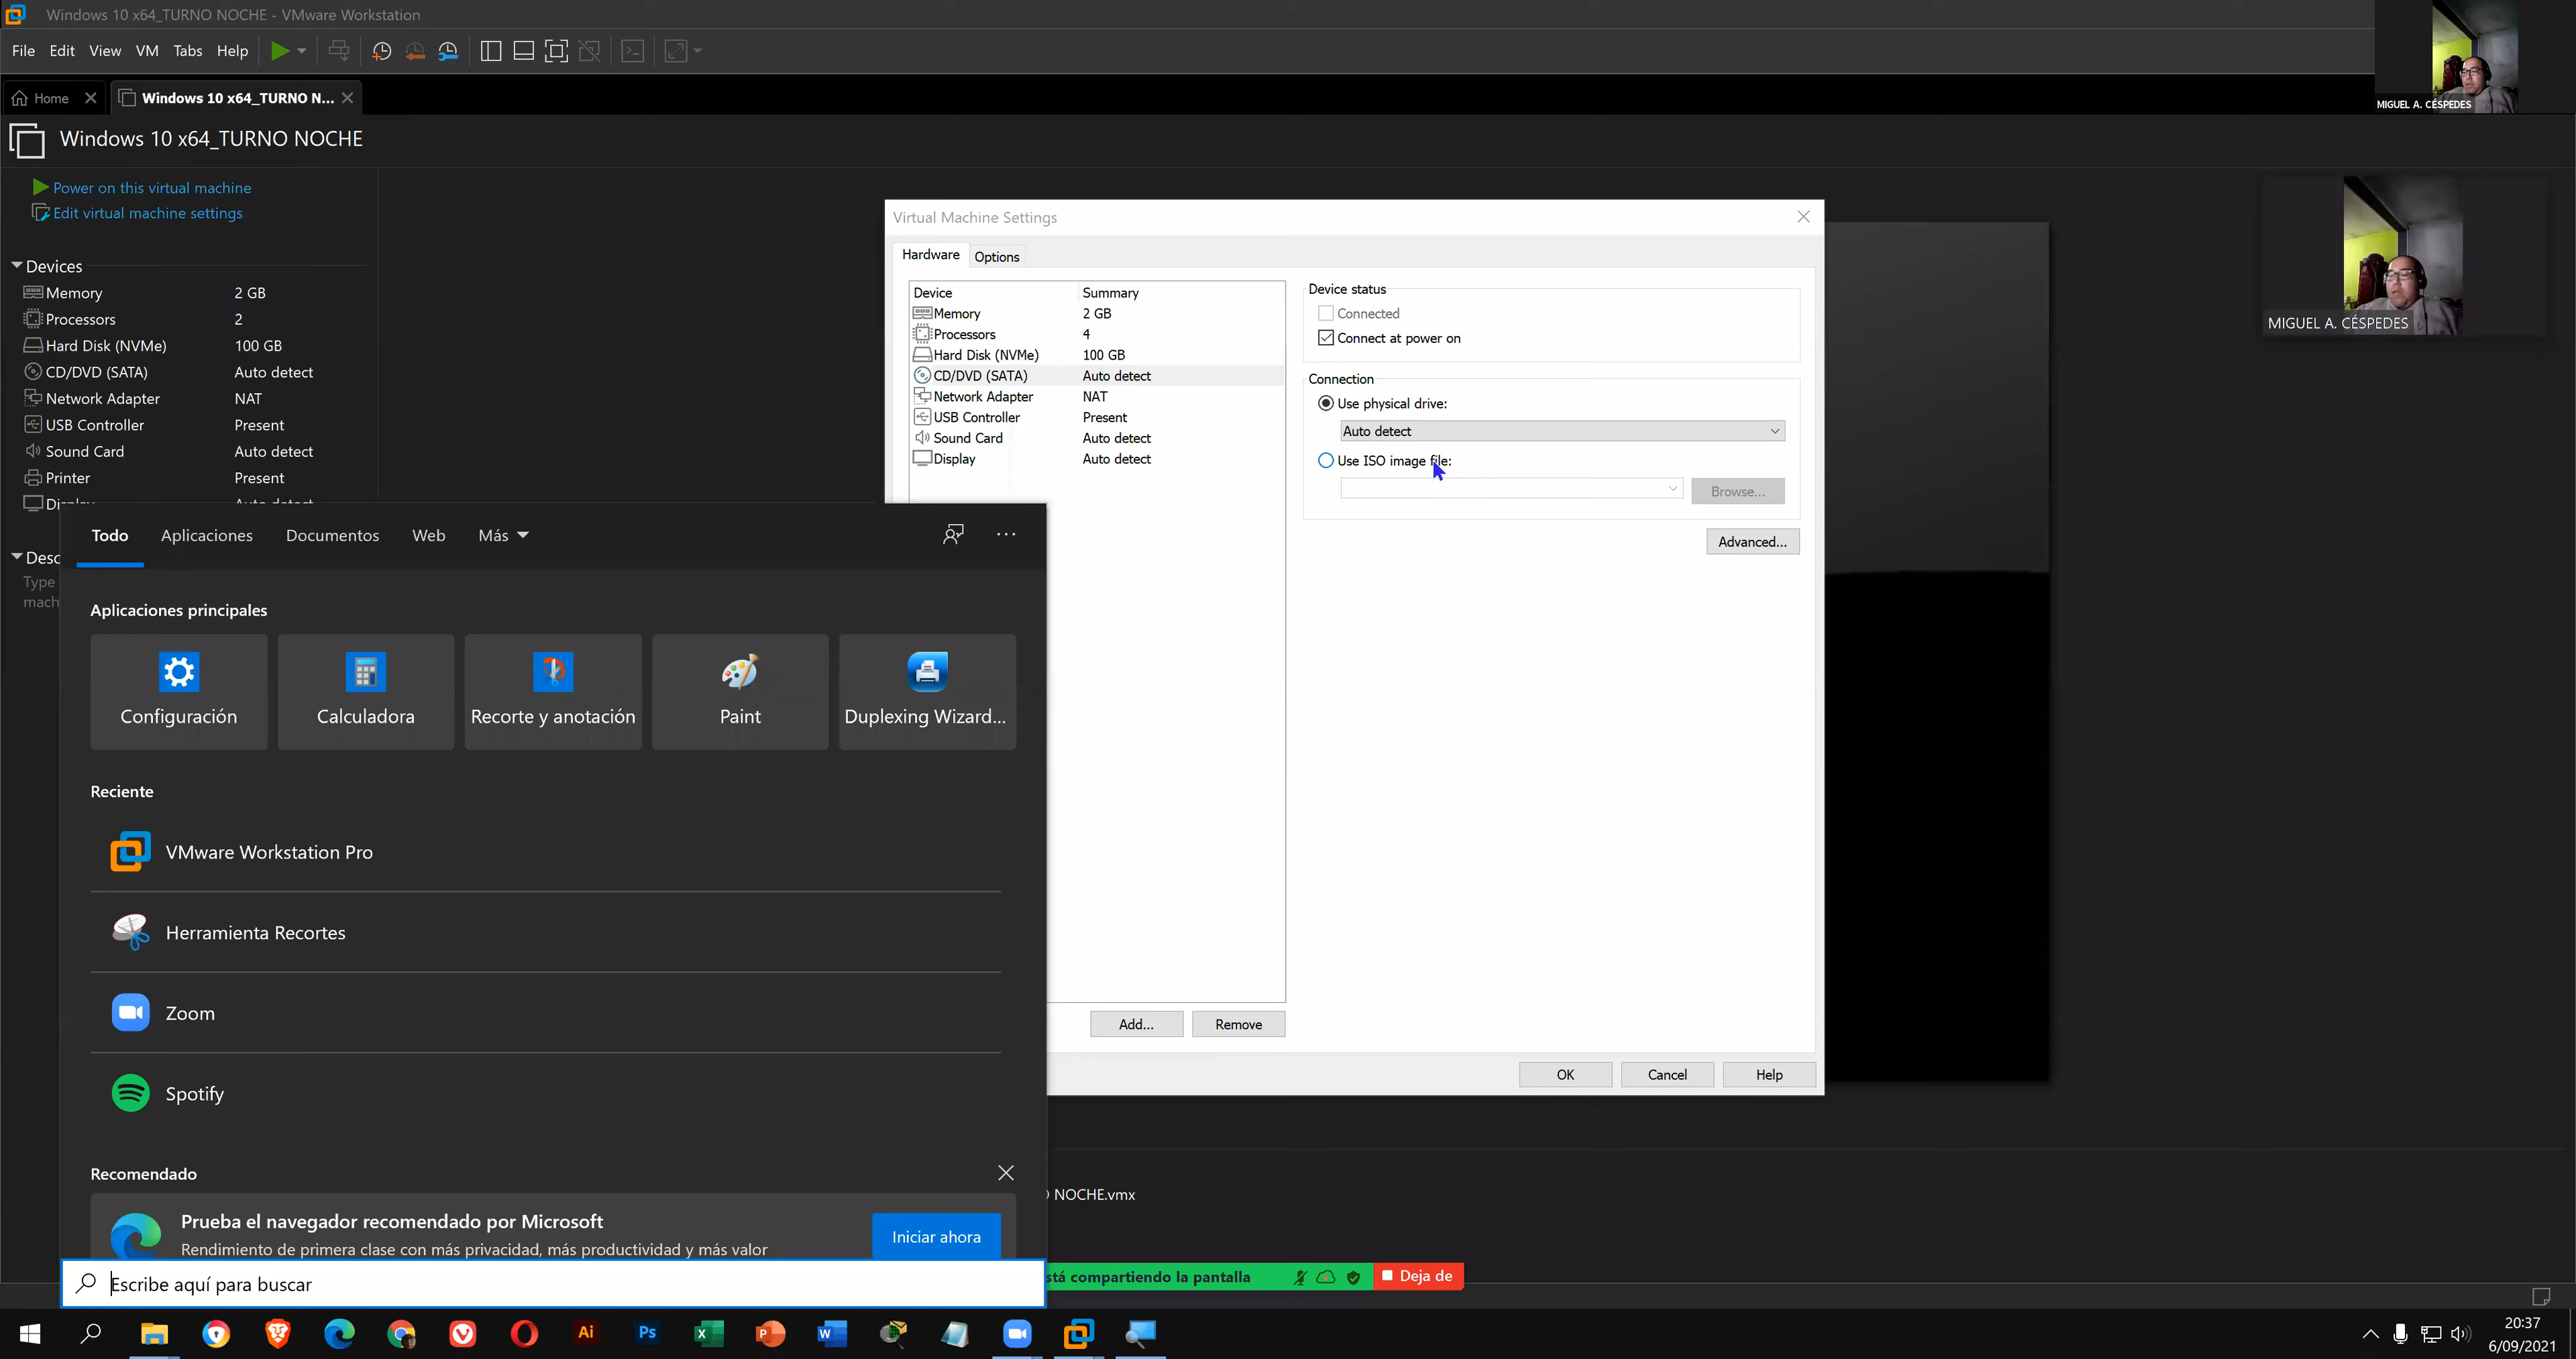 Windows 10 x64_TURNO NOCHE - VMware Workstation
File Edit View VM Tabs Help
Home
Windows 10 x64_TURNO N...
MIGUEL A. CÉSPEDES
Windows 10 x64_TURNO NOCHE
Power on this virtual machine
Edit virtual machine settings
Devices
Memory 2 GB
Processors 2
Hard Disk (NVMe) 100 GB
CD/DVD (SATA) Auto detect
Network Adapter NAT
USB Controller Present
Sound Card Auto detect
Printer Present
Display Auto detect
Desc
Type
mach
Virtual Machine Settings
Hardware Options
Device Summary
Memory 2 GB
Processors 4
Hard Disk (NVMe) 100 GB
CD/DVD (SATA) Auto detect
Network Adapter NAT
USB Controller Present
Sound Card Auto detect
Display Auto detect
Add... Remove
Device status
Connected
Connect at power on
Connection
Use physical drive:
Auto detect
Use ISO image file:
Browse...
Advanced...
OK Cancel Help
MIGUEL A. CÉSPEDES
Todo Aplicaciones Documentos Web Más
Aplicaciones principales
Configuración
Calculadora
Recorte y anotación
Paint
Duplexing Wizard...
Reciente
VMware Workstation Pro
Herramienta Recortes
Zoom
Spotify
Recomendado
Prueba el navegador recomendado por Microsoft
Rendimiento de primera clase con más privacidad, más productividad y más valor
Iniciar ahora
Escribe aquí para buscar
NOCHE.vmx
stá compartiendo la pantalla
Deja de
Ai
Ps
20:37
6/09/2021